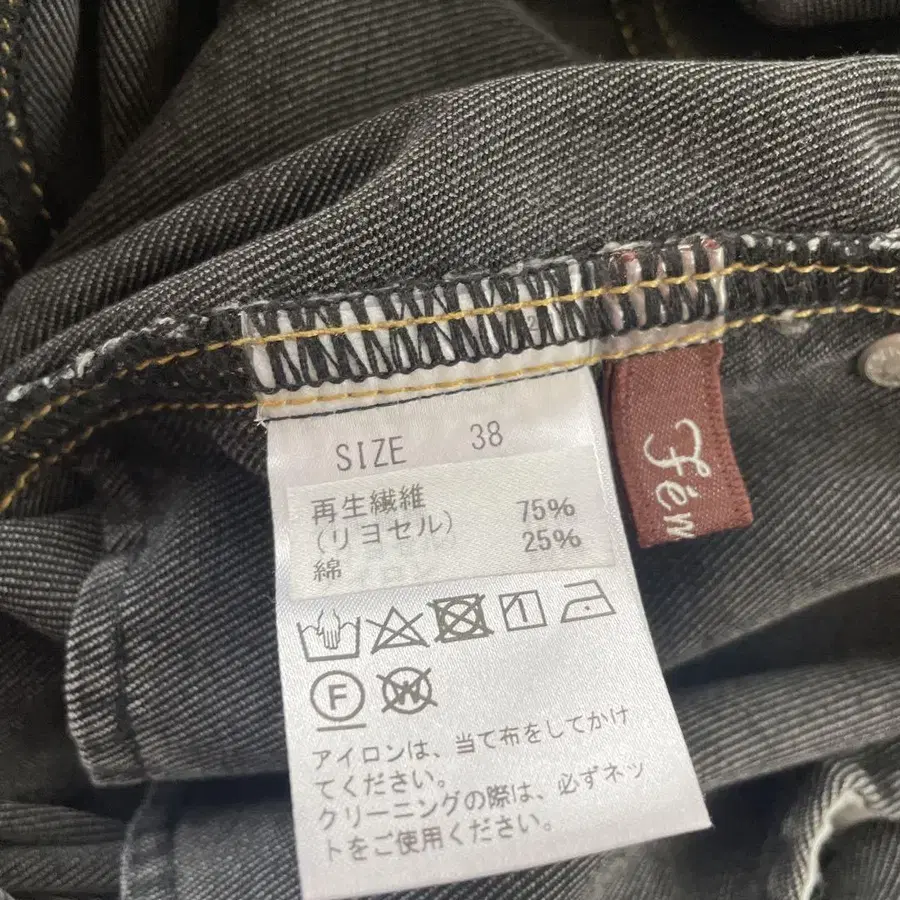 SIZE 38
再生繊維
(リヨセル) 75%
綿 25%
F
W
アイロンは、当て布をしてかけ
てください。
クリーニングの際は、必ずネッ
トをご使用ください。